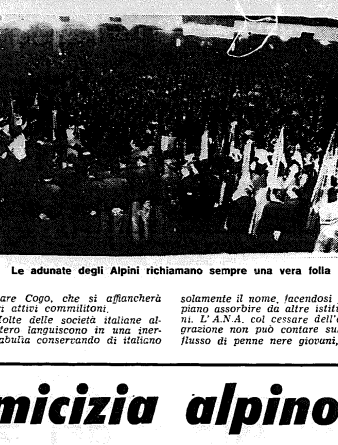 Le adunate degli Alpini richiamano sempre una vera folla
are Cogo, che si affiancherà
i attivi commilitoni.
Molte delle società italiane al-
tero languiscono in una iner-
abulia conservando di italiano
solamente il nome, facendosi
piano assorbire da altre istiti
ni. L'A.N.A. col cessare dell'e
grazione non può contare sul
flusso di penne nere giovani,
micizia alpino